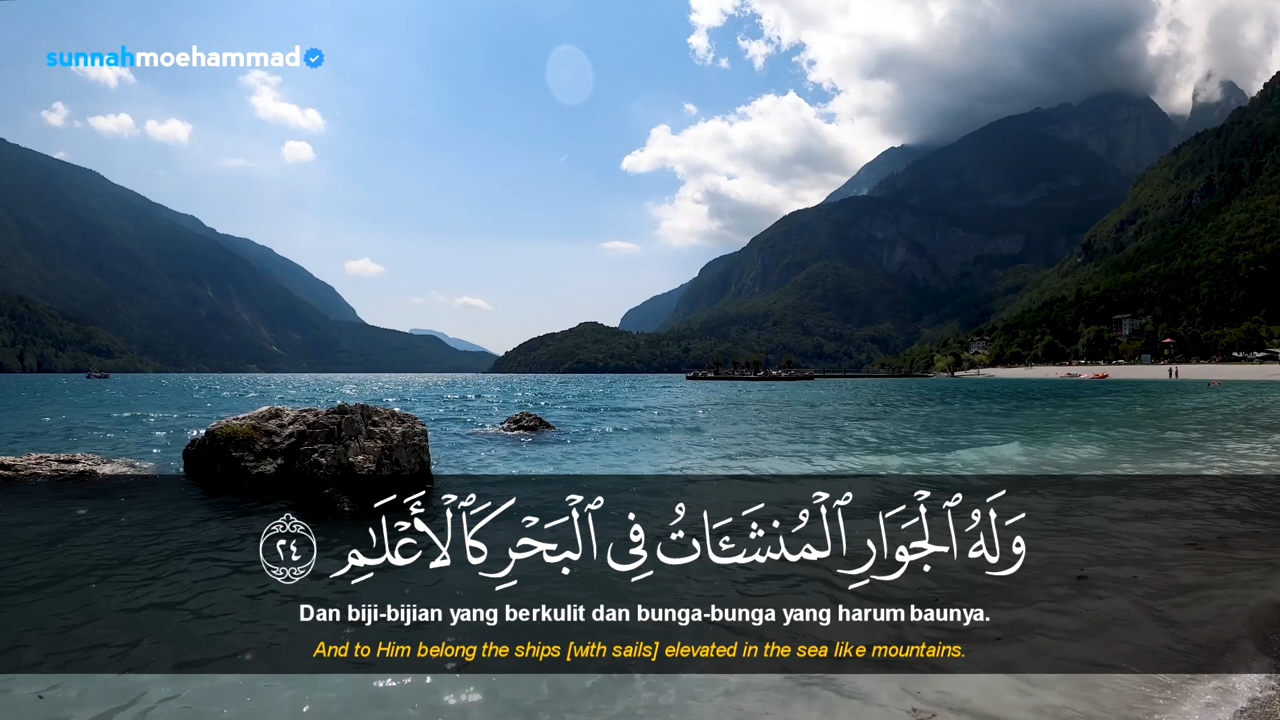 sunnahmoehammad
وَلَهُ ٱلْجَوَارِ ٱلْمُنشَـَٔاتُ فِى ٱلْبَحْرِ كَٱلْأَعْلَـٰمِ ٢٤
Dan biji-bijian yang berkulit dan bunga-bunga yang harum baunya.
And to Him belong the ships [with sails] elevated in the sea like mountains.